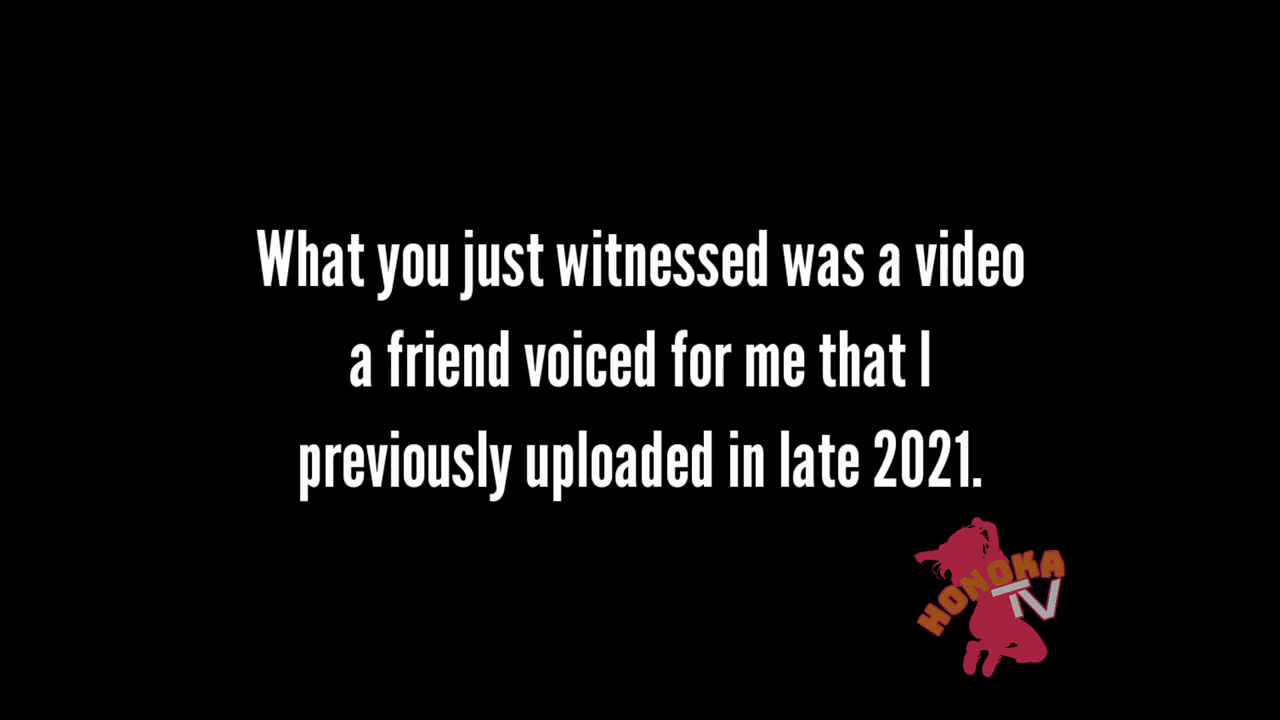 What you just witnessed was a video
a friend voiced for me that I
previously uploaded in late 2021.
HONOKA
TV